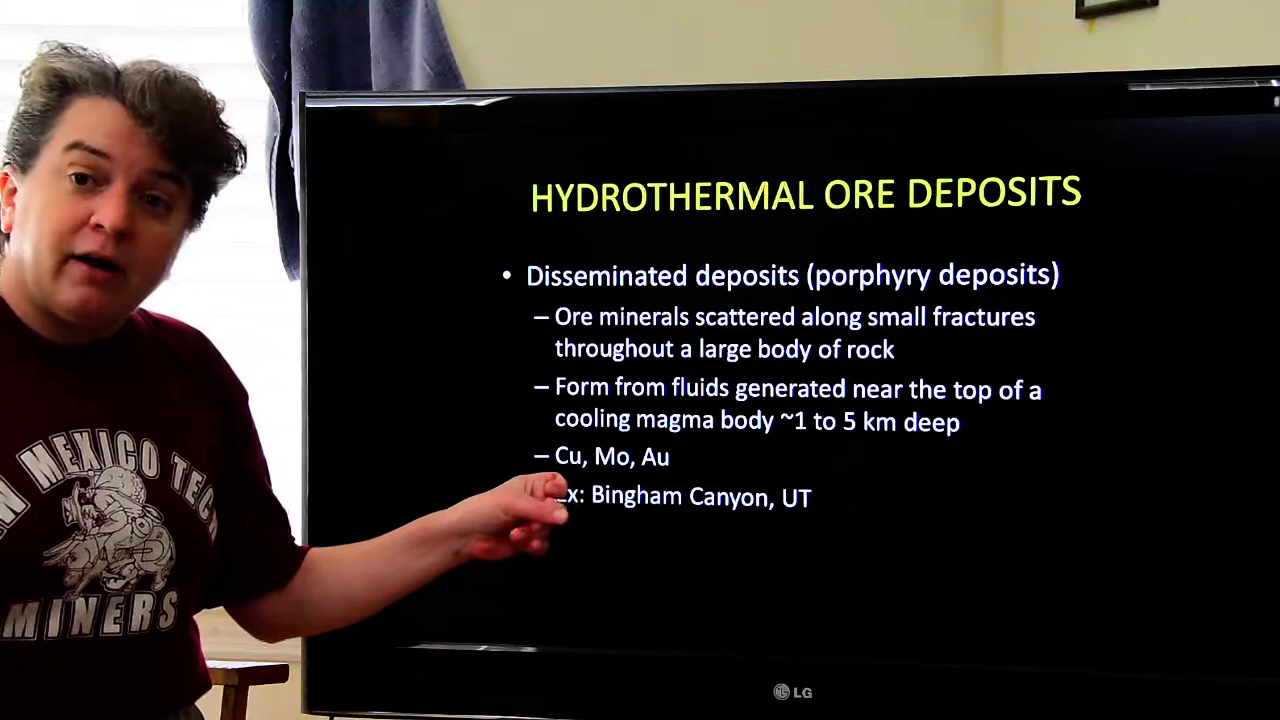 HYDROTHERMAL ORE DEPOSITS
• Disseminated deposits (porphyry deposits)
– Ore minerals scattered along small fractures
throughout a large body of rock
– Form from fluids generated near the top of a
cooling magma body ~1 to 5 km deep
– Cu, Mo, Au
Ex: Bingham Canyon, UT
MEXICO TECH
MINERS
LG